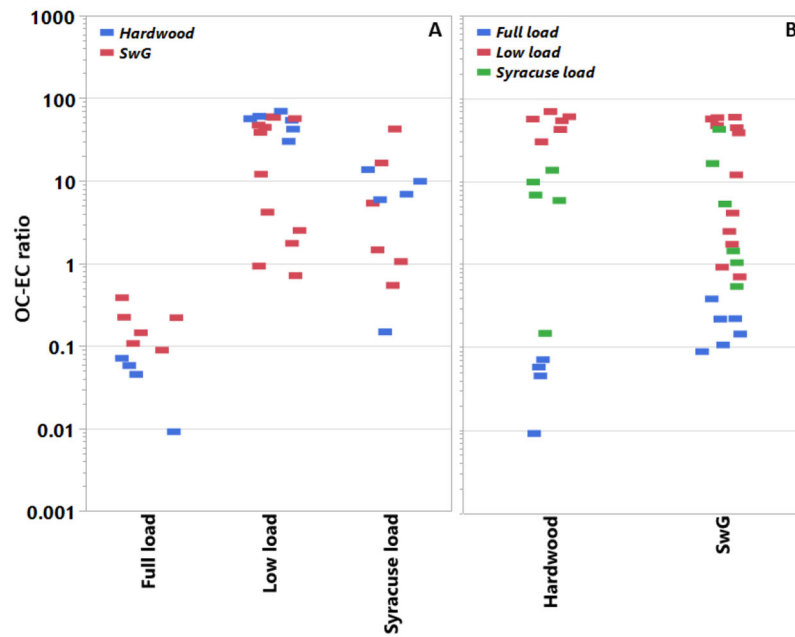 1000
100
10
1
0.1
0.01
0.001
OC-EC ratio
Hardwood
SwG
A
Full load
Low load
Syracuse load
Full load
Low load
Syracuse load
B
Hardwood
SwG